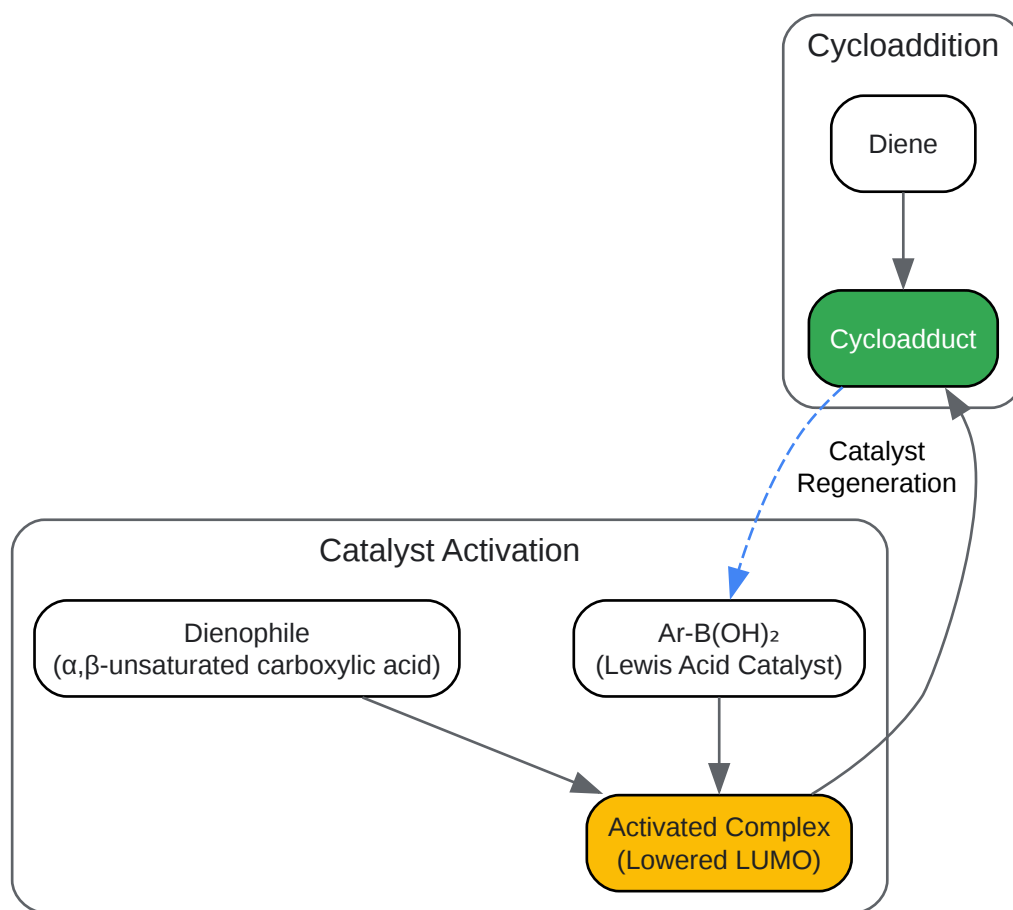 Cycloaddition
Diene
Cycloadduct
Catalyst
Regeneration
Catalyst Activation
Dienophile
(α,β-unsaturated carboxylic acid)
Ar-B(OH)₂
(Lewis Acid Catalyst)
Activated Complex
(Lowered LUMO)